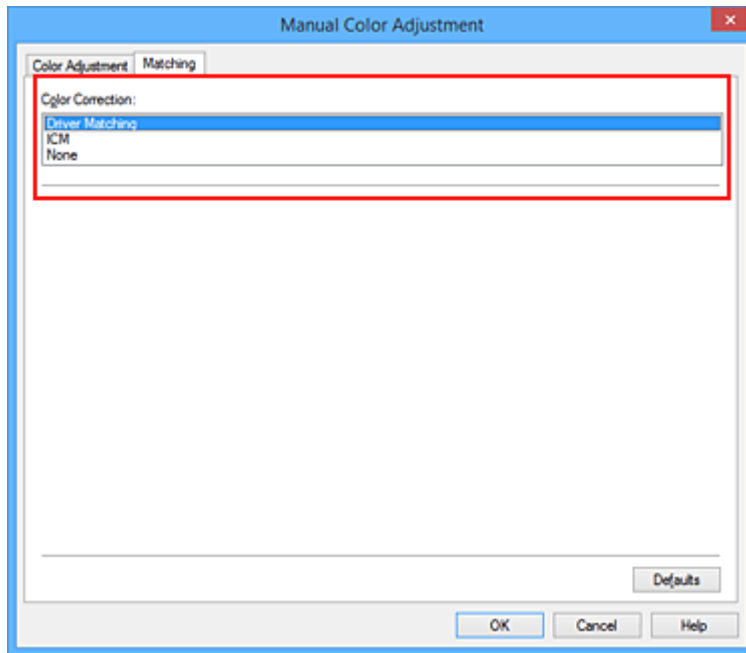 Manual Color Adjustment
Color Adjustment Matching
Color Correction:
Driver Matching
ICM
None
Defaults
OK Cancel Help